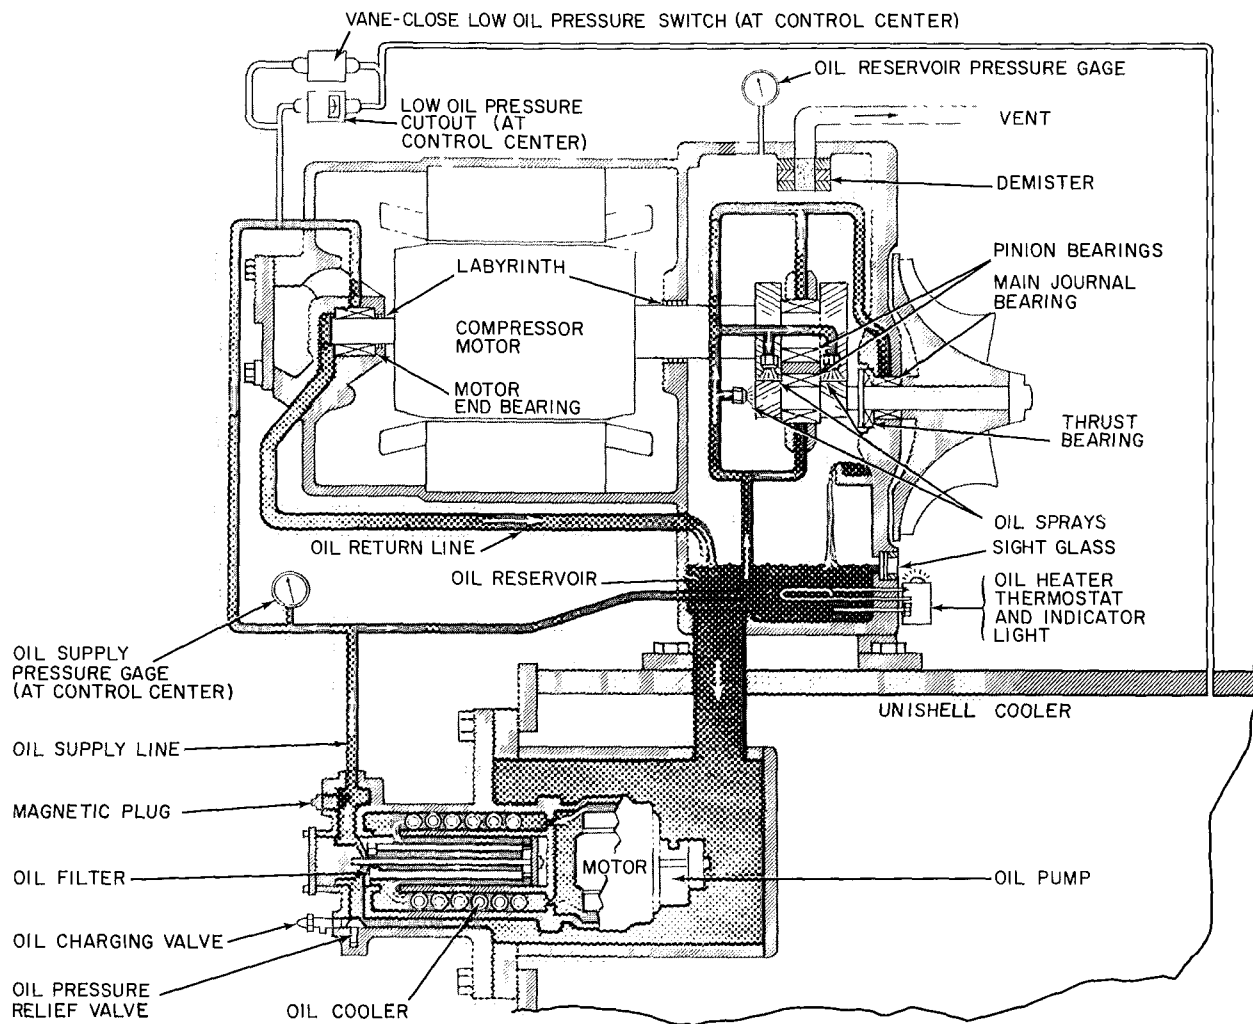 VANE-CLOSE LOW OIL PRESSURE SWITCH (AT CONTROL CENTER)
OIL RESERVOIR PRESSURE GAGE
LOW OIL PRESSURE
CUTOUT (AT
CONTROL CENTER)
VENT
DEMISTER
PINION BEARINGS
MAIN JOURNAL
BEARING
LABYRINTH
COMPRESSOR
MOTOR
MOTOR
END BEARING
THRUST
BEARING
OIL SPRAYS
SIGHT GLASS
OIL RETURN LINE
OIL RESERVOIR
OIL HEATER
THERMOSTAT
AND INDICATOR
LIGHT
OIL SUPPLY
PRESSURE GAGE
(AT CONTROL CENTER)
UNISHELL COOLER
OIL SUPPLY LINE
MAGNETIC PLUG
MOTOR
OIL FILTER
OIL PUMP
OIL CHARGING VALVE
OIL PRESSURE
RELIEF VALVE
OIL COOLER